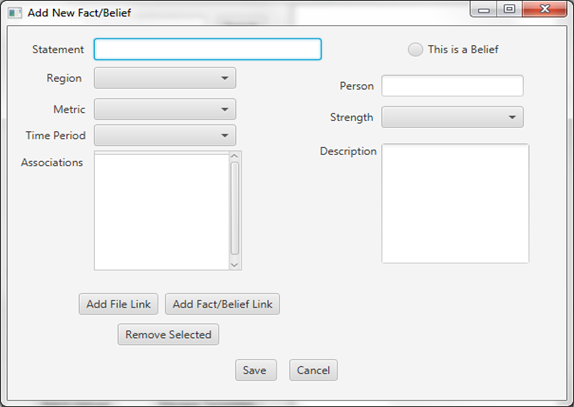 Add New Fact/Belief
Statement
This is a Belief
Region
Person
Metric
Strength
Time Period
Description
Associations
Add File Link
Add Fact/Belief Link
Remove Selected
Save
Cancel